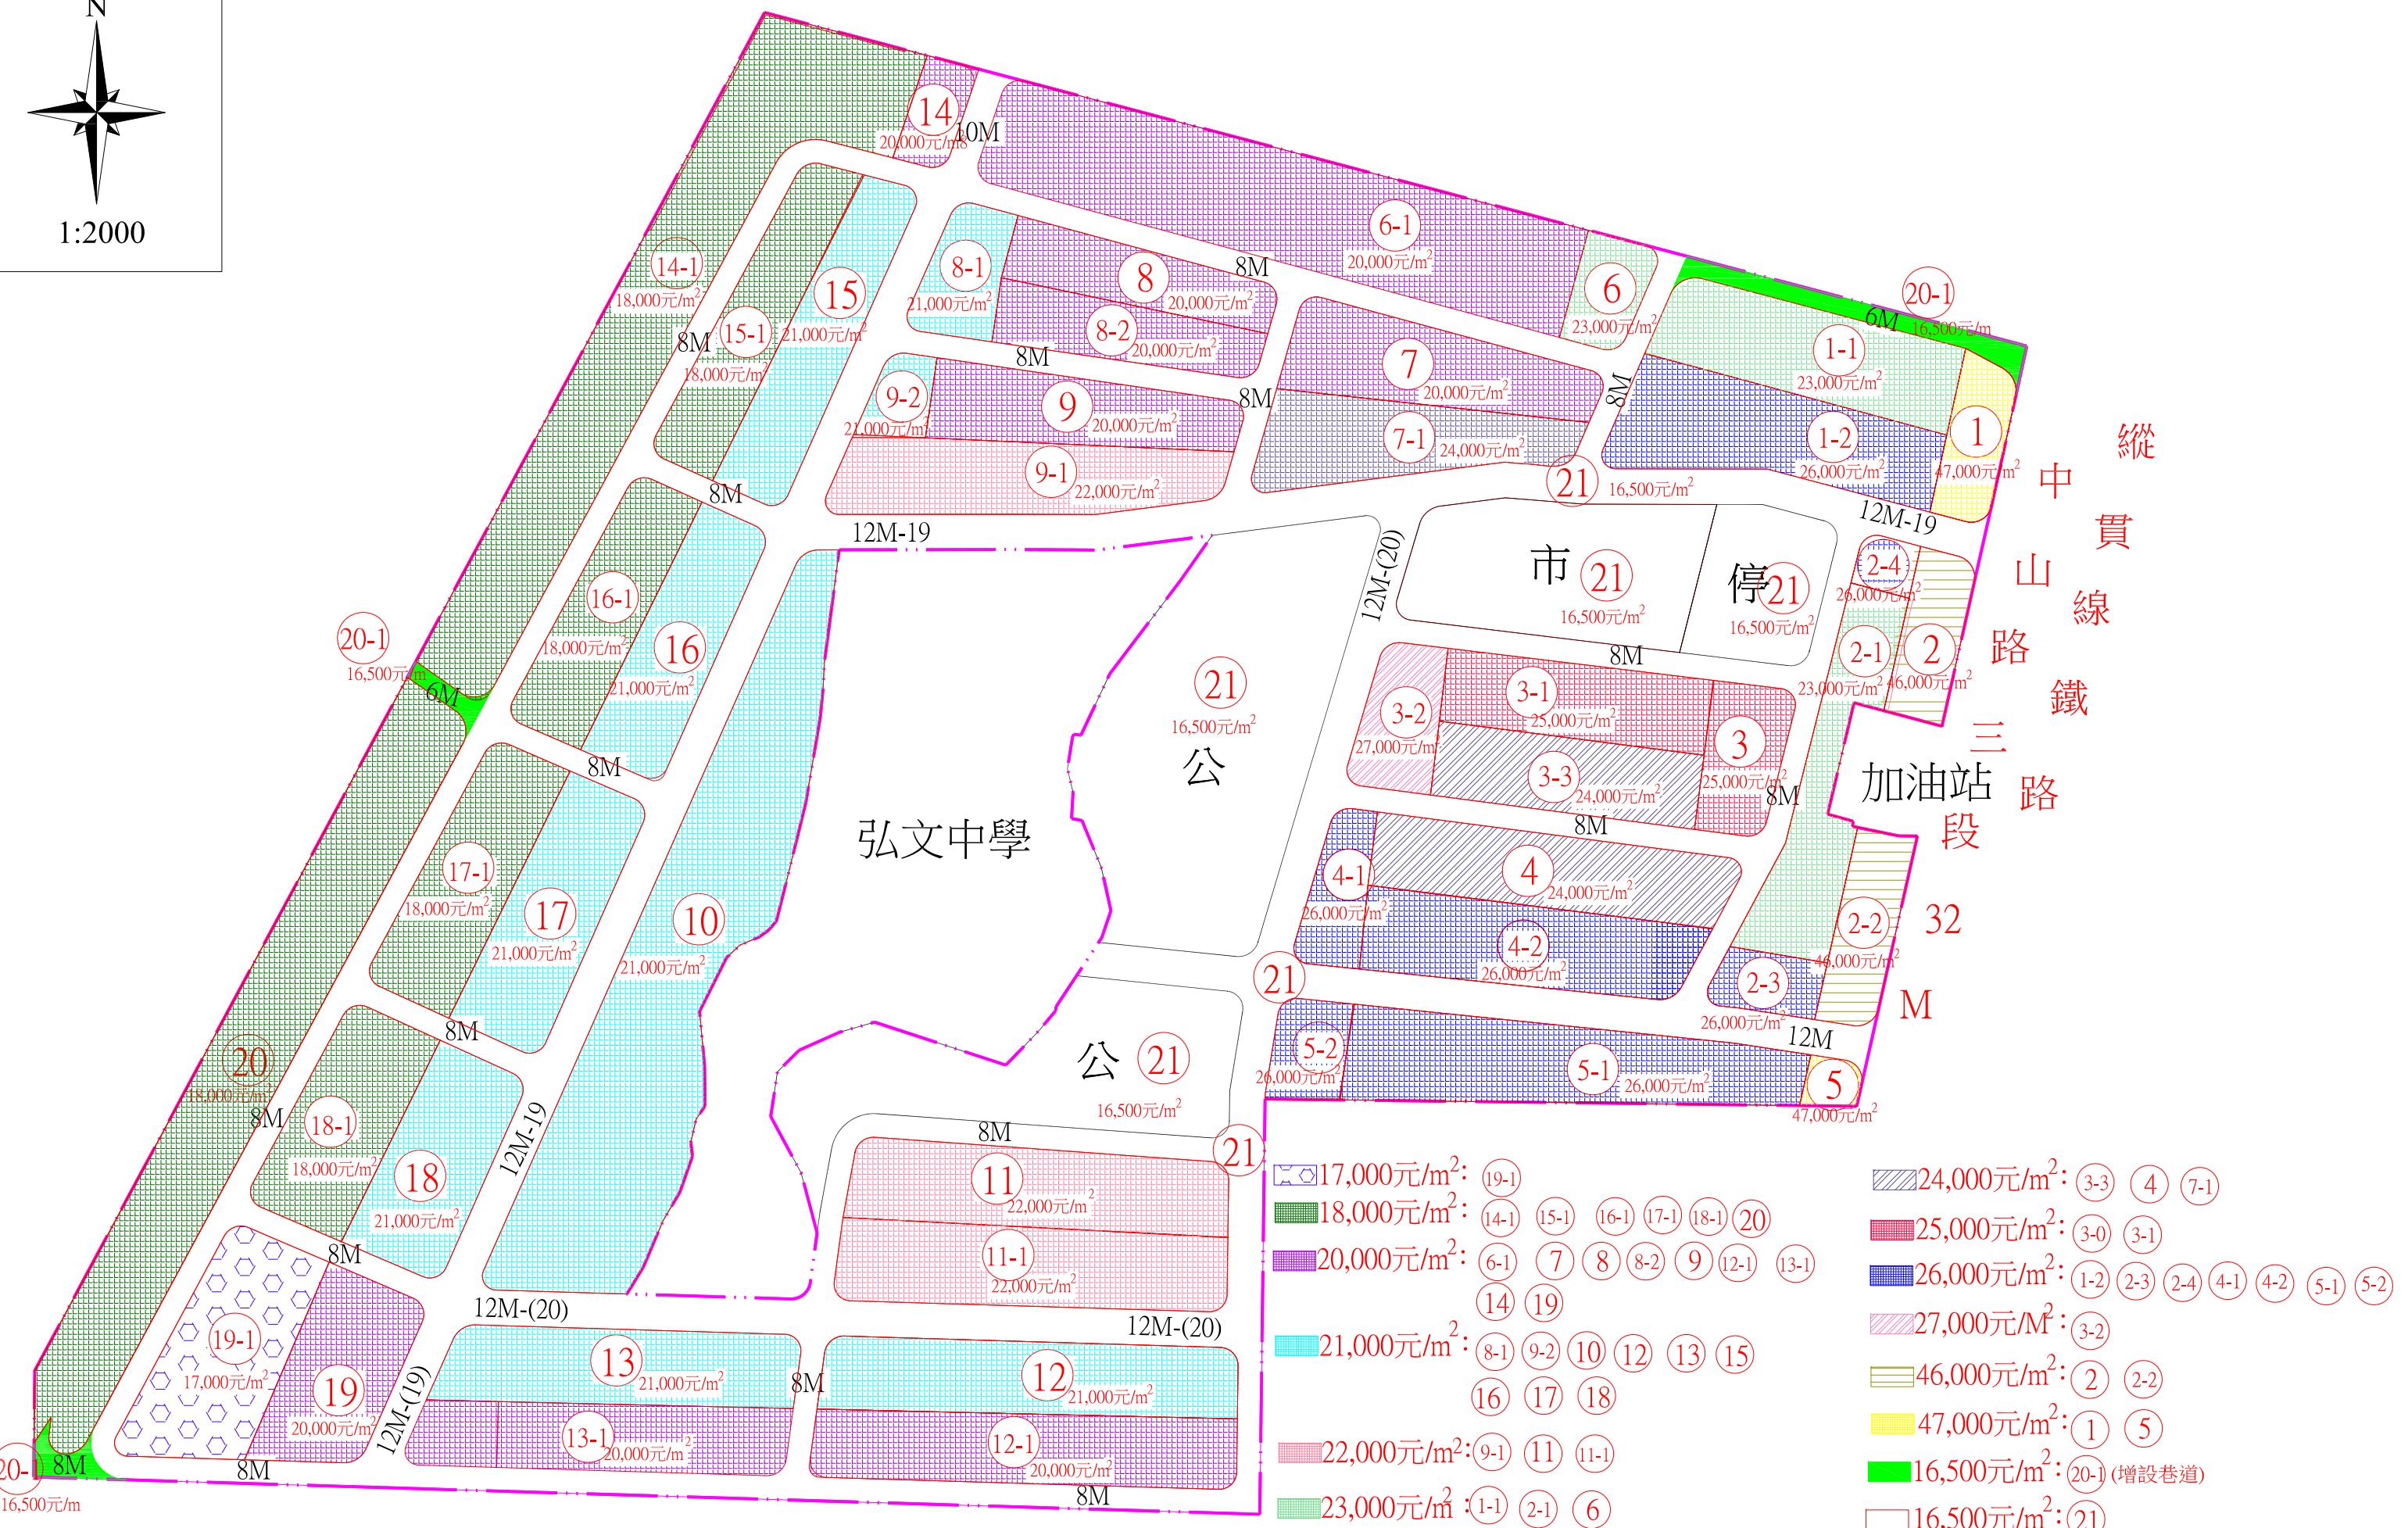 N
1:2000
14
20,000元/m²
10M
6-1
20,000元/m²
8M
6
23,000元/m²
20-1
16,500元/m
6M
14-1
18,000元/m²
15
21,000元/m²
15-1
18,000元/m²
8M
8-1
21,000元/m²
8
20,000元/m²
8-2
20,000元/m²
8M
7
20,000元/m²
7-1
24,000元/m²
8M
8M
1-1
23,000元/m²
1-2
26,000元/m²
1
47,000元/m²
9-2
21,000元/m²
9
20,000元/m²
9-1
22,000元/m²
8M
21
16,500元/m²
12M-19
12M-19
12M-(20)
縱貫線鐵路
中山路三段
32M
16-1
18,000元/m²
16
21,000元/m²
市
21
16,500元/m²
停
21
16,500元/m²
2-4
26,000元/m²
2-1
23,000元/m²
2
46,000元/m²
20-1
16,500元/m
6M
21
16,500元/m²
公
8M
3-2
27,000元/m²
3-1
25,000元/m²
3
25,000元/m²
3-3
24,000元/m²
8M
8M
加油站
8M
弘文中學
17-1
18,000元/m²
17
21,000元/m²
10
21,000元/m²
4-1
26,000元/m²
4
24,000元/m²
4-2
26,000元/m²
2-2
46,000元/m²
2-3
26,000元/m²
21
12M
8M
20
18,000元/m²
8M
公
21
16,500元/m²
5-2
26,000元/m²
5-1
26,000元/m²
5
47,000元/m²
18-1
18,000元/m²
18
21,000元/m²
12M-19
8M
21
11
22,000元/m²
11-1
22,000元/m²
8M
12M-(20)
12M-(20)
19-1
17,000元/m²
19
20,000元/m²
12M-(19)
13
21,000元/m²
8M
12
21,000元/m²
13-1
20,000元/m²
12-1
20,000元/m²
20-1
16,500元/m
8M
8M
8M
17,000元/m²: 19-1
18,000元/m²: 14-1 15-1 16-1 17-1 18-1 20
20,000元/m²: 6-1 7 8 8-2 9 12-1 13-1
14 19
21,000元/m²: 8-1 9-2 10 12 13 15
16 17 18
22,000元/m²: 9-1 11 11-1
23,000元/m²: 1-1 2-1 6
24,000元/m²: 3-3 4 7-1
25,000元/m²: 3-0 3-1
26,000元/m²: 1-2 2-3 2-4 4-1 4-2 5-1 5-2
27,000元/M²: 3-2
46,000元/m²: 2 2-2
47,000元/m²: 1 5
16,500元/m²: 20-1 (增設巷道)
16,500元/m²: 21